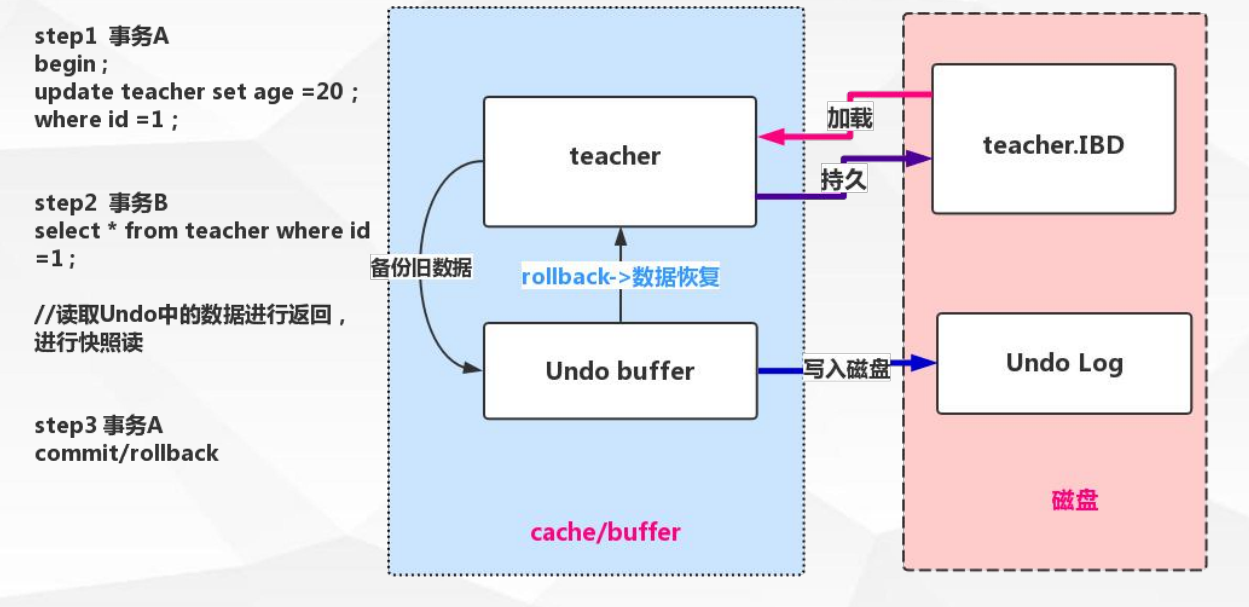 step1 事务A
begin ;
update teacher set age =20 ;
where id =1 ;
step2 事务B
select * from teacher where id
=1 ;
//读取Undo中的数据进行返回，
进行快照读
step3 事务A
commit/rollback
teacher
备份旧数据
rollback->数据恢复
Undo buffer
cache/buffer
加载
持久
写入磁盘
teacher.IBD
Undo Log
磁盘